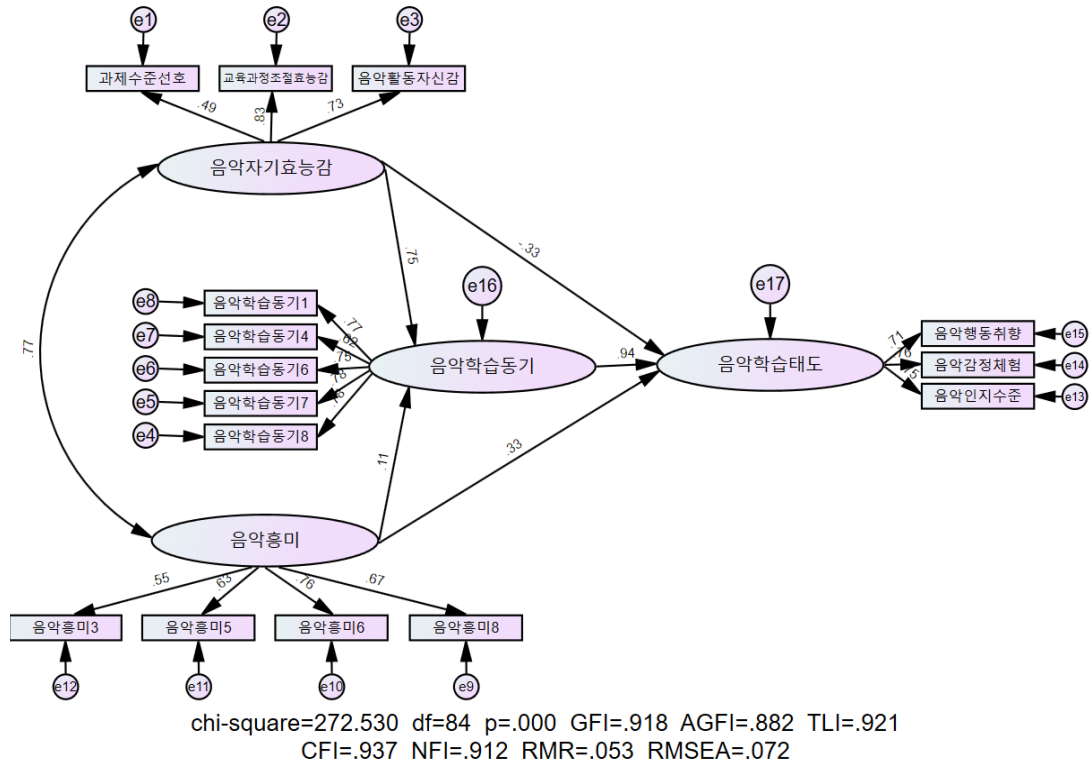 e1 e2 e3
과제수준선호 교육과정조절효능감 음악활동자신감
.49 .83 .73
음악자기효능감
.77
.75
-.33
e16
e17
e8 음악학습동기1 .77
e7 음악학습동기4 .62
e6 음악학습동기6 .75
e5 음악학습동기7
e4 음악학습동기8
음악학습동기
.94
음악학습태도
.71 음악행동취향 e15
.76 음악감정체험 e14
.75 음악인지수준 e13
.11
.33
음악흥미
.55 .63 .76 .67
음악흥미3 음악흥미5 음악흥미6 음악흥미8
e12 e11 e10 e9
chi-square=272.530 df=84 p=.000 GFI=.918 AGFI=.882 TLI=.921
CFI=.937 NFI=.912 RMR=.053 RMSEA=.072